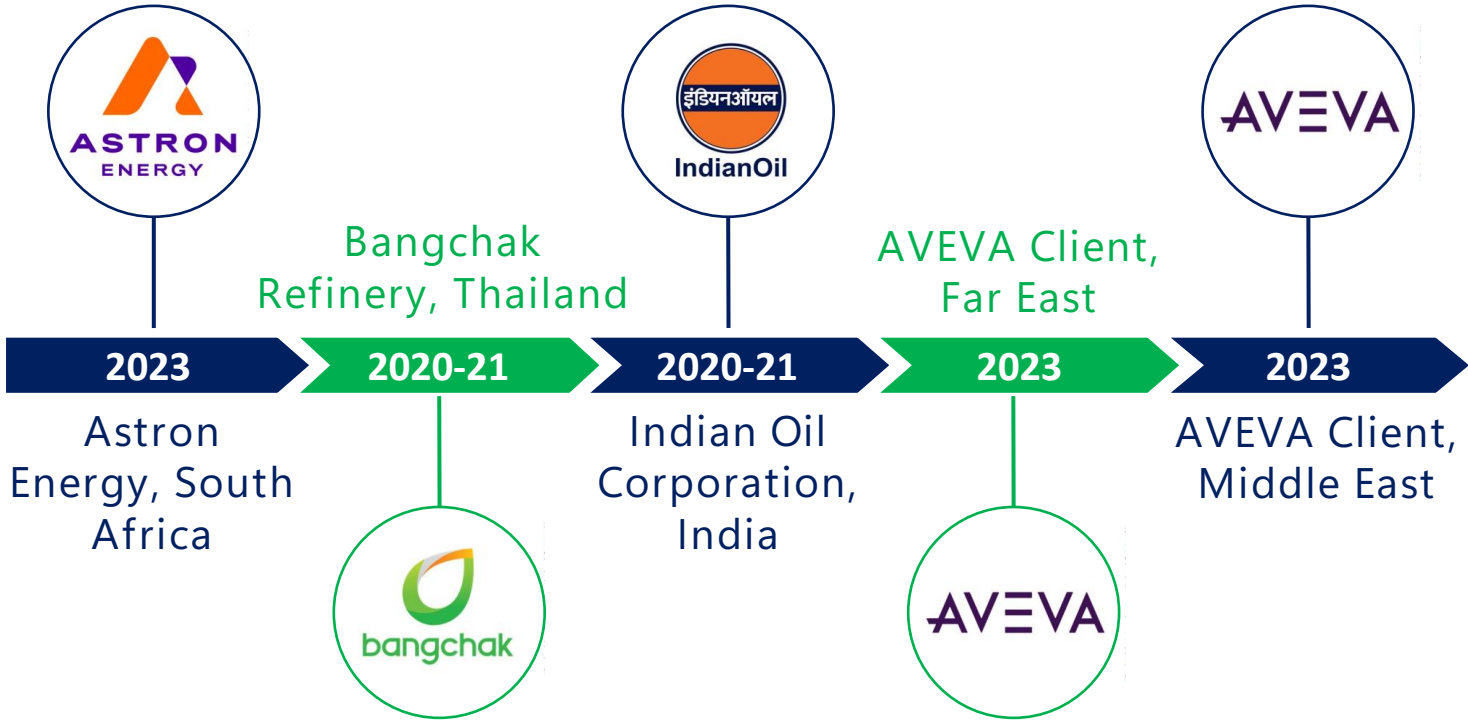 ASTRON
ENERGY
2023
Astron
Energy, South
Africa
Bangchak
Refinery, Thailand
2020-21
bangchak
इंडियनऑयल
IndianOil
2020-21
Indian Oil
Corporation,
India
AVEVA Client,
Far East
2023
AVEVA
AVEVA
2023
AVEVA Client,
Middle East